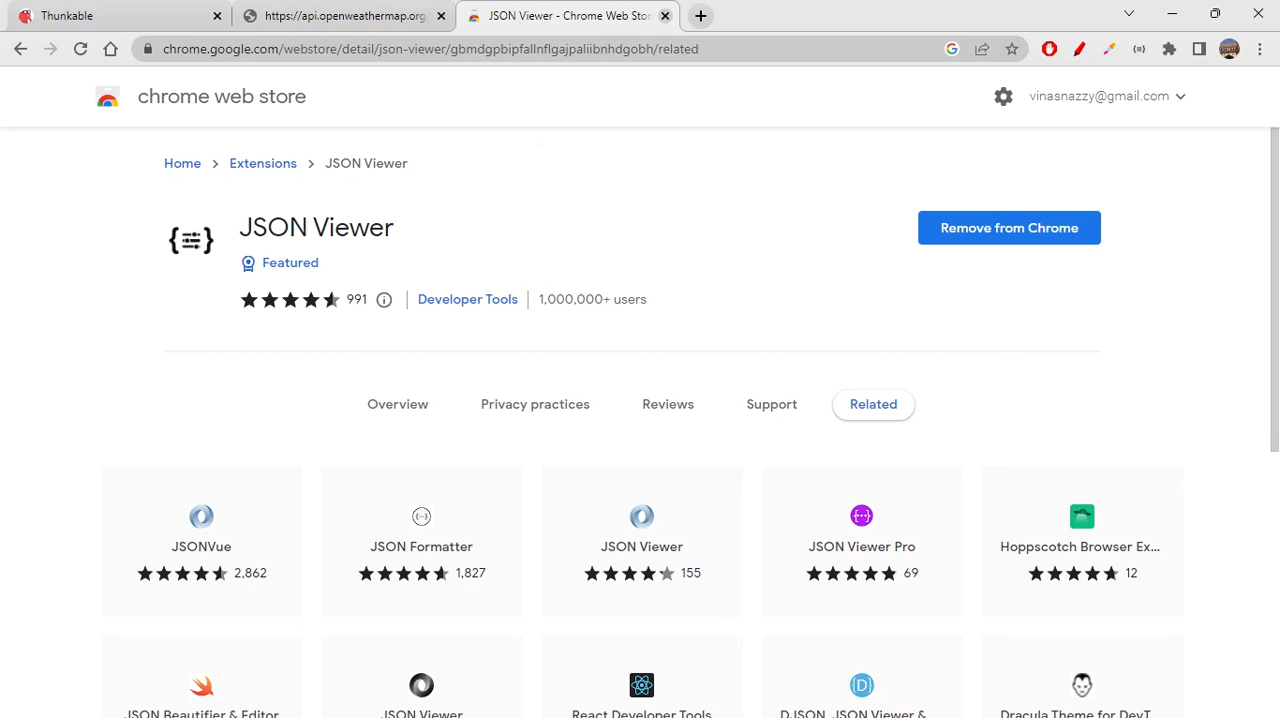 Thunkable
https://api.openweathermap.org
JSON Viewer - Chrome Web Stor
chrome.google.com/webstore/detail/json-viewer/gbmdgpbipfallnflgajpaliibnhdgobh/related
chrome web store
vinasnazzy@gmail.com
Home > Extensions > JSON Viewer
JSON Viewer
Remove from Chrome
Featured
991
Developer Tools
1,000,000+ users
Overview
Privacy practices
Reviews
Support
Related
JSONVue
JSON Formatter
JSON Viewer
JSON Viewer Pro
Hoppscotch Browser Ex...
2,862
1,827
155
69
12
JSON Beautifier & Editor
JSON Viewer
React Developer Tools
DJSON, JSON Viewer &
Dracula Theme for DevT